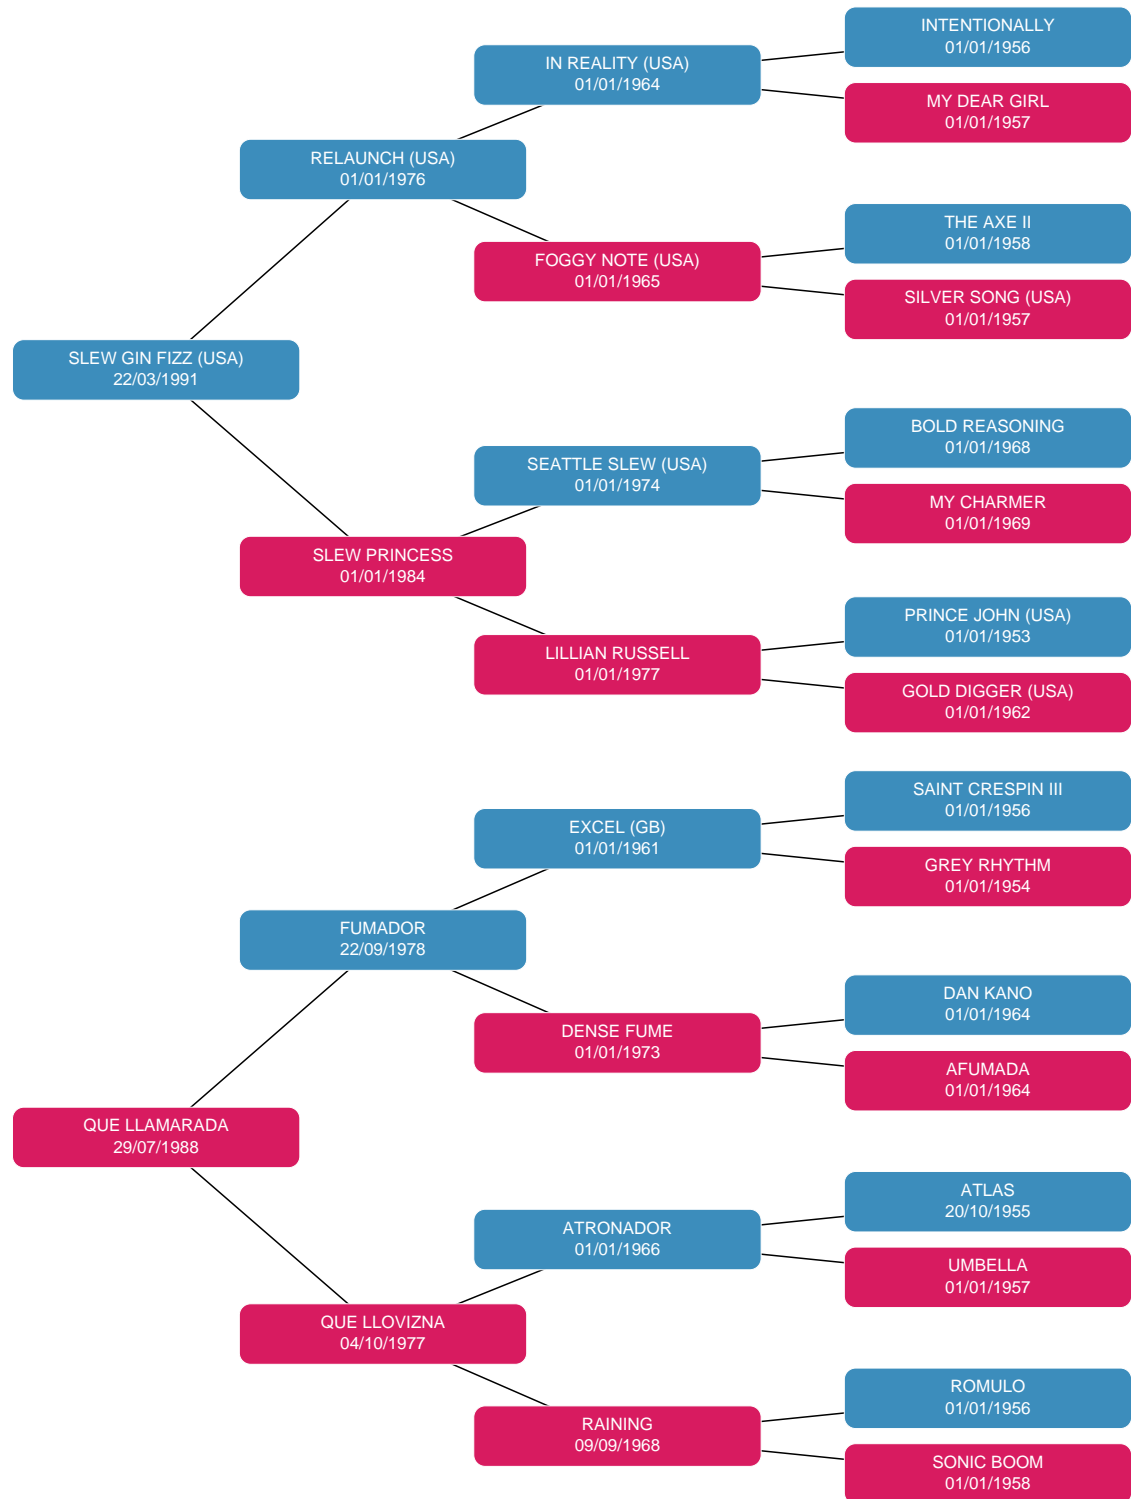 INTENTIONALLY
01/01/1956
IN REALITY (USA)
01/01/1964
MY DEAR GIRL
01/01/1957
RELAUNCH (USA)
01/01/1976
THE AXE II
01/01/1958
FOGGY NOTE (USA)
01/01/1965
SILVER SONG (USA)
01/01/1957
SLEW GIN FIZZ (USA)
22/03/1991
BOLD REASONING
01/01/1968
SEATTLE SLEW (USA)
01/01/1974
MY CHARMER
01/01/1969
SLEW PRINCESS
01/01/1984
PRINCE JOHN (USA)
01/01/1953
LILLIAN RUSSELL
01/01/1977
GOLD DIGGER (USA)
01/01/1962
SAINT CRESPIN III
01/01/1956
EXCEL (GB)
01/01/1961
GREY RHYTHM
01/01/1954
FUMADOR
22/09/1978
DAN KANO
01/01/1964
DENSE FUME
01/01/1973
AFUMADA
01/01/1964
QUE LLAMARADA
29/07/1988
ATLAS
20/10/1955
ATRONADOR
01/01/1966
UMBELLA
01/01/1957
QUE LLOVIZNA
04/10/1977
ROMULO
01/01/1956
RAINING
09/09/1968
SONIC BOOM
01/01/1958